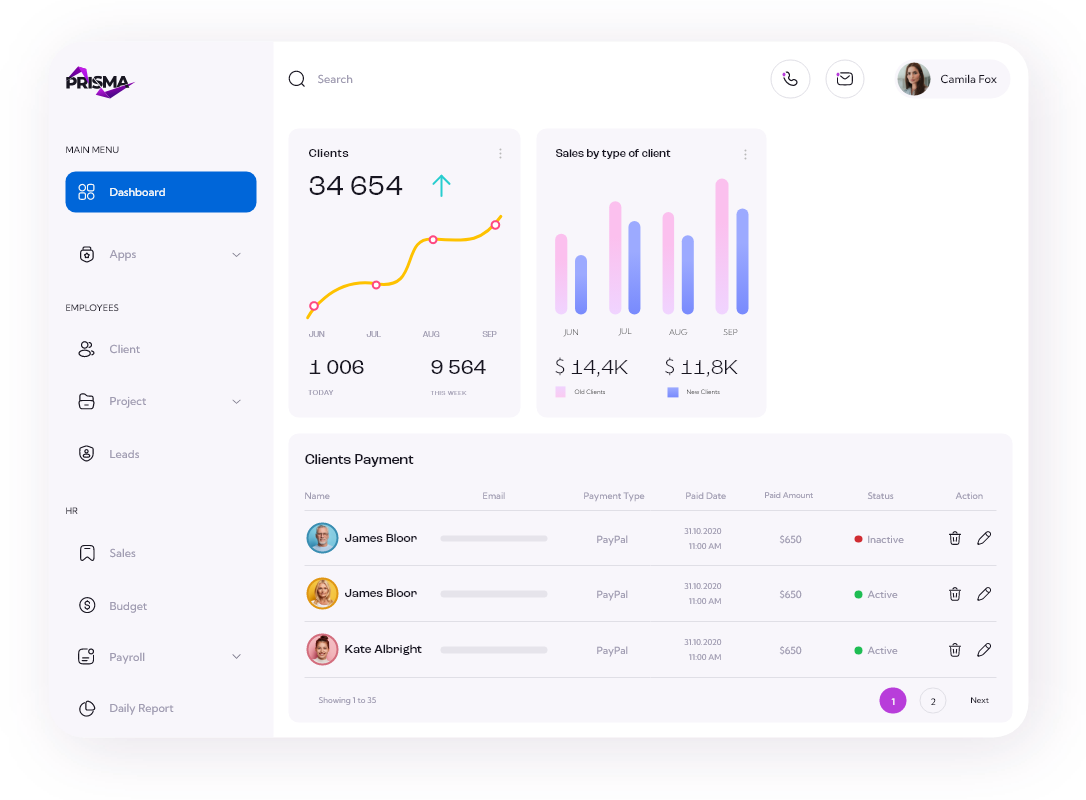 PRISMA
Search
Camila Fox
MAIN MENU
Dashboard
Apps
EMPLOYEES
Client
Project
Leads
HR
Sales
Budget
Payroll
Daily Report
Clients
34 654
JUN JUL AUG SEP
1 006 9 564
TODAY THIS WEEK
Sales by type of client
JUN JUL AUG SEP
$ 14,4K $ 11,8K
Old Clients New Clients
Clients Payment
Name Email Payment Type Paid Date Paid Amount Status Action
James Bloor PayPal 31.10.2020 $650 Inactive
11:00 AM
James Bloor PayPal 31.10.2020 $650 Active
11:00 AM
Kate Albright PayPal 31.10.2020 $650 Active
11:00 AM
Showing 1 to 35 1 2 Next